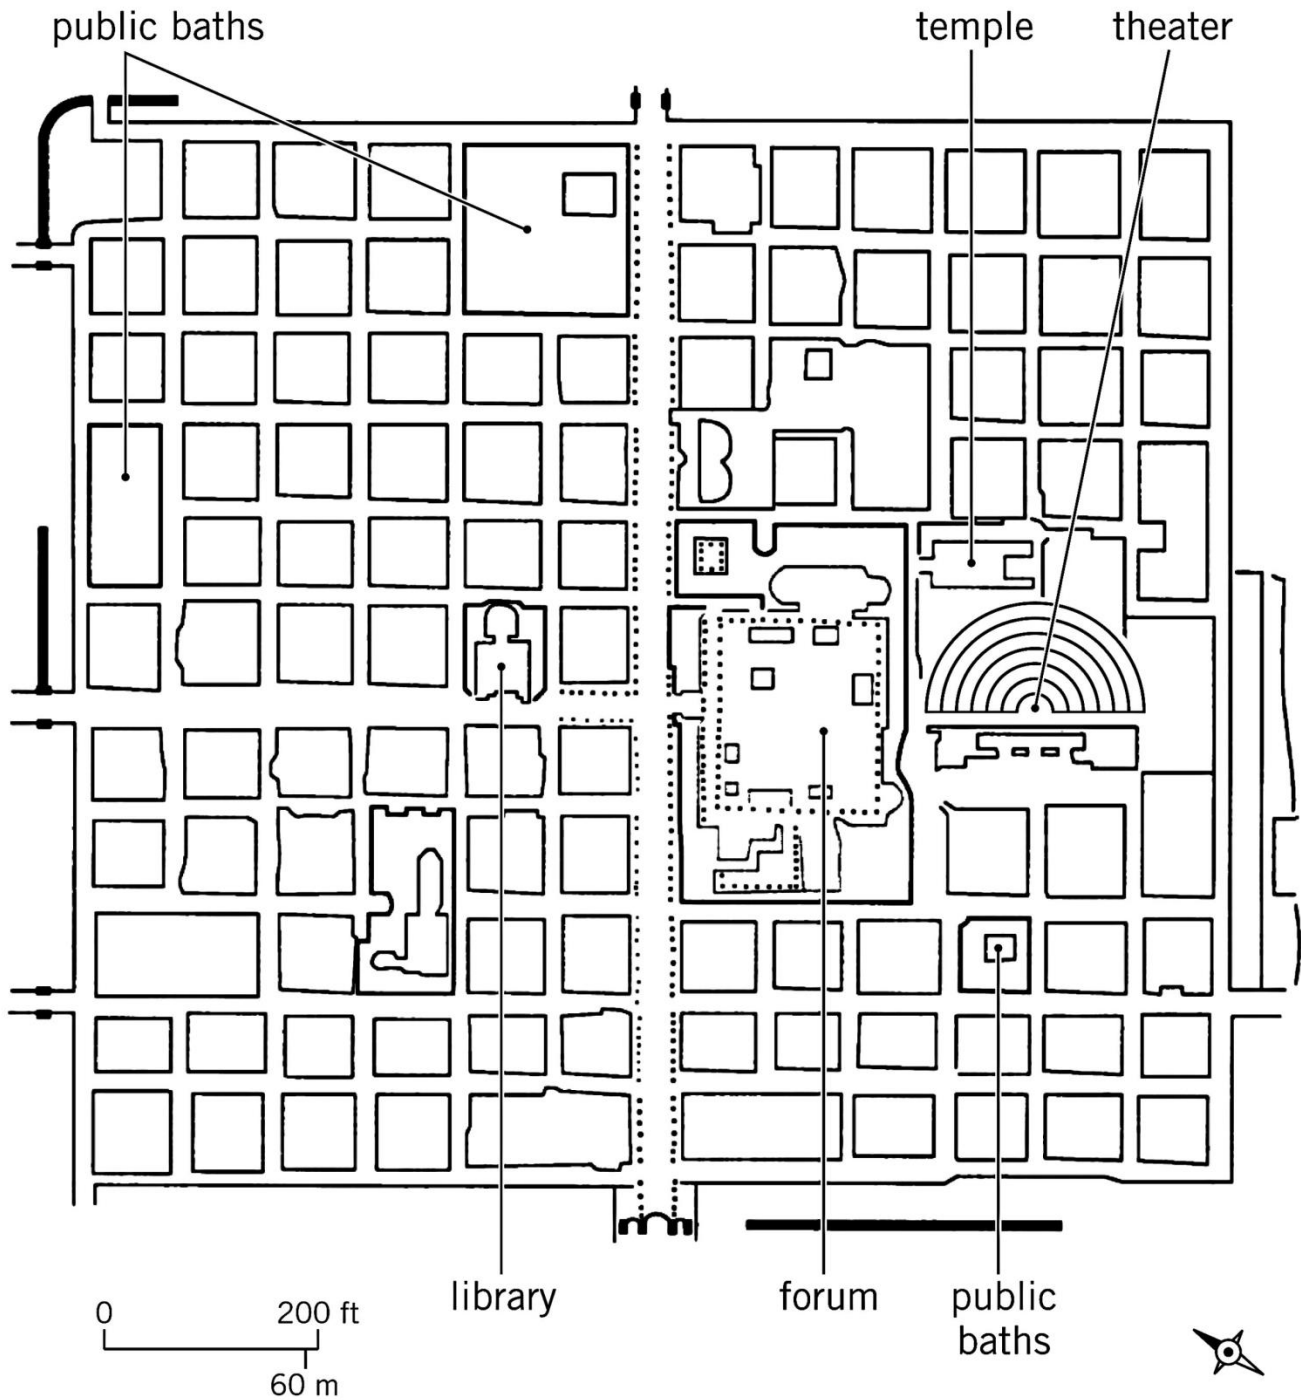 public baths
temple
theater
library
forum
public
baths
0
200 ft
60 m